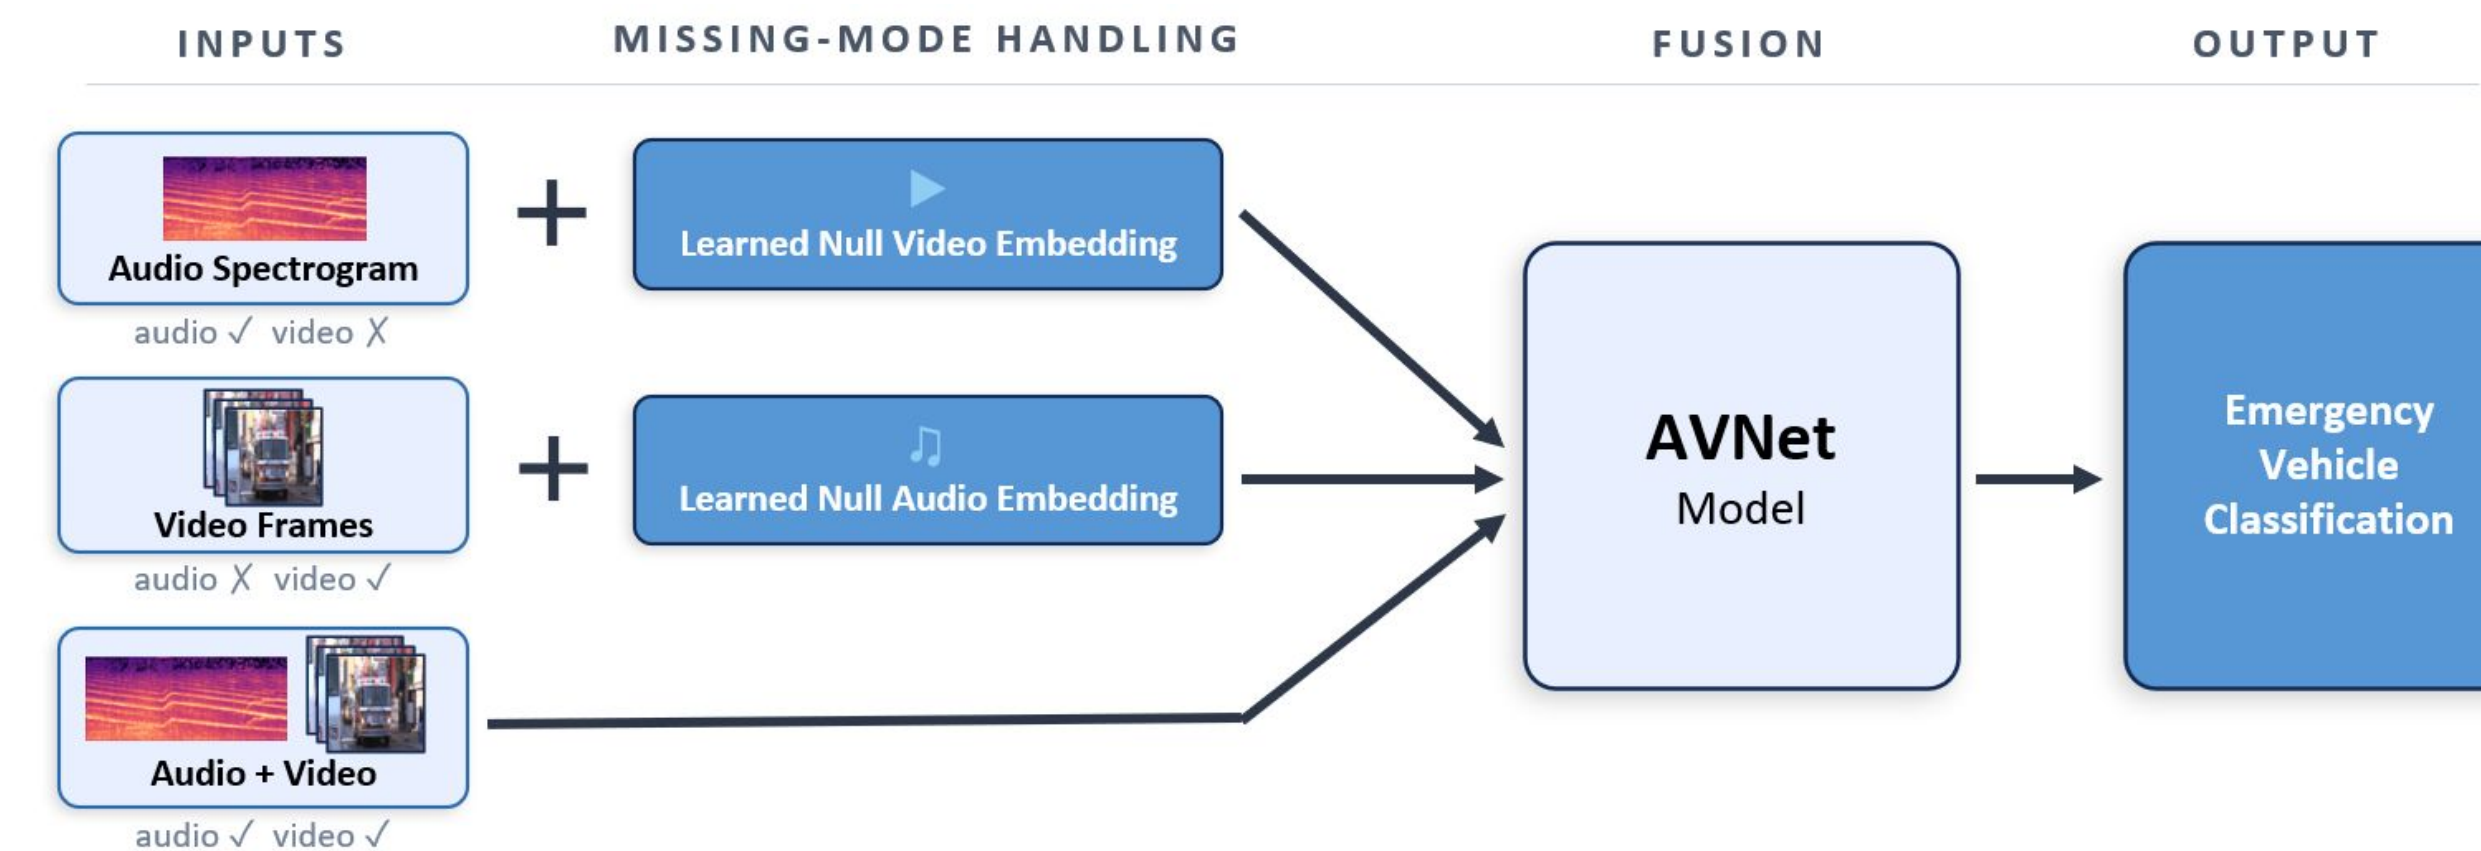 INPUTS
MISSING-MODE HANDLING
FUSION
OUTPUT
Audio Spectrogram
audio ✓ video ✗
+
Learned Null Video Embedding
Video Frames
audio ✗ video ✓
+
♫
Learned Null Audio Embedding
Audio + Video
audio ✓ video ✓
AVNet
Model
Emergency
Vehicle
Classification